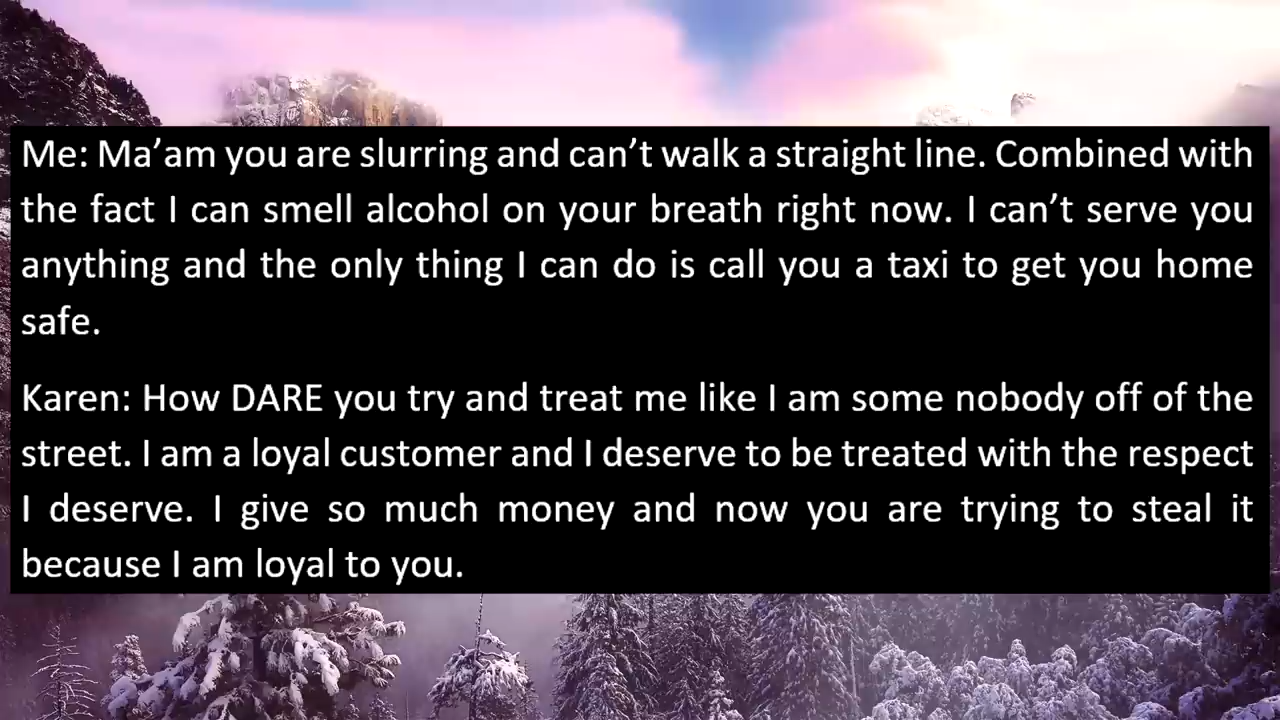 Me: Ma’am you are slurring and can’t walk a straight line. Combined with
the fact I can smell alcohol on your breath right now. I can’t serve you
anything and the only thing I can do is call you a taxi to get you home
safe.
Karen: How DARE you try and treat me like I am some nobody off of the
street. I am a loyal customer and I deserve to be treated with the respect
I deserve. I give so much money and now you are trying to steal it
because I am loyal to you.